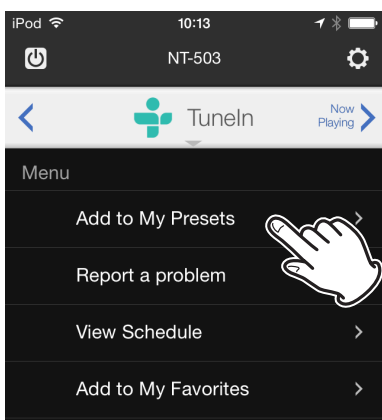 iPod 10:13
NT-503
TuneIn
Now
Playing
Menu
Add to My Presets
Report a problem
View Schedule
Add to My Favorites